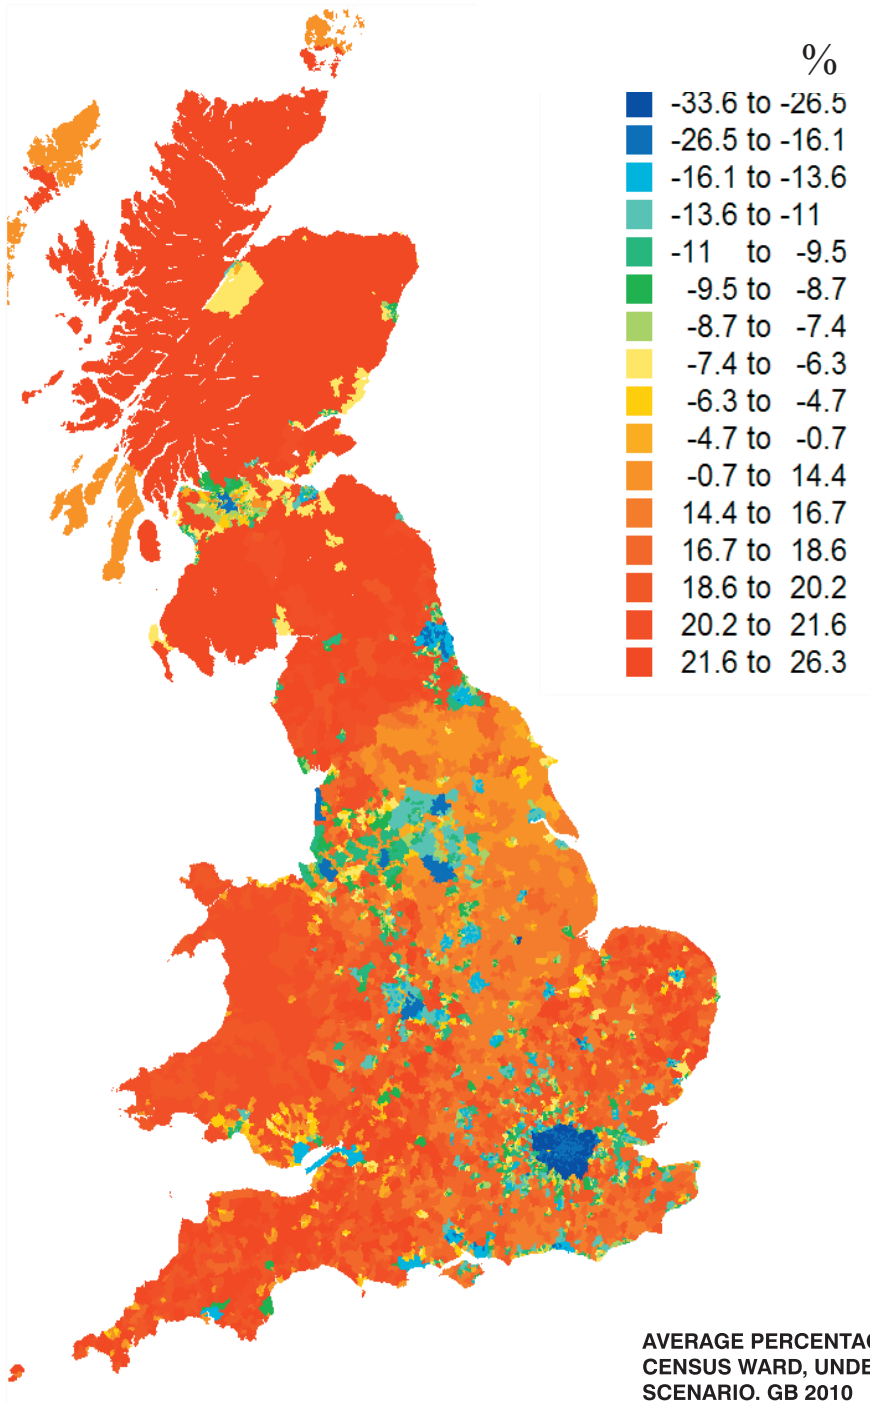 %
-33.6 to -26.5
-26.5 to -16.1
-16.1 to -13.6
-13.6 to -11
-11 to -9.5
-9.5 to -8.7
-8.7 to -7.4
-7.4 to -6.3
-6.3 to -4.7
-4.7 to -0.7
-0.7 to 14.4
14.4 to 16.7
16.7 to 18.6
18.6 to 20.2
20.2 to 21.6
21.6 to 26.3
AVERAGE PERCENTAG
CENSUS WARD, UNDE
SCENARIO. GB 2010